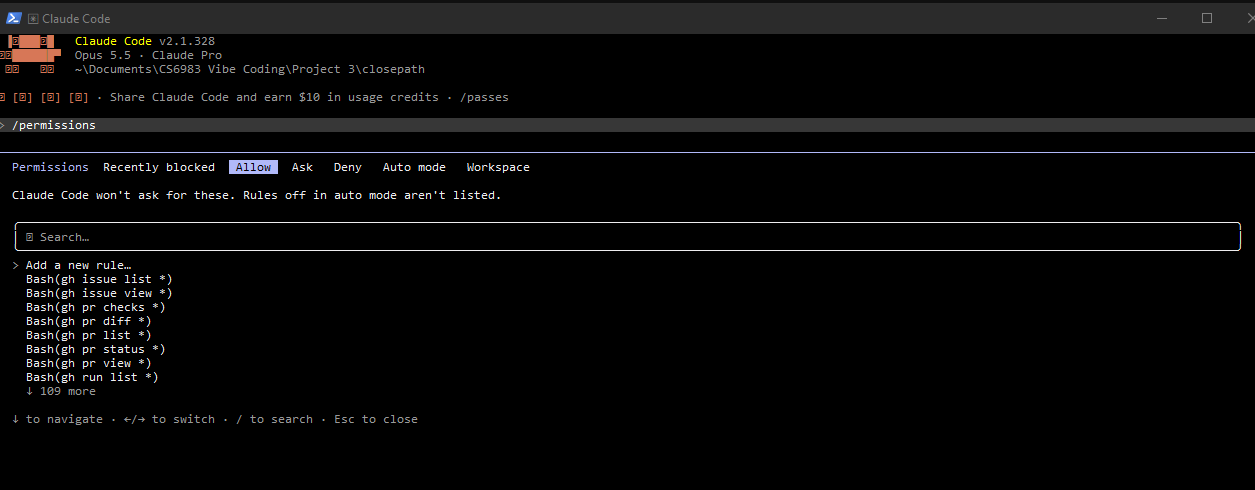 Claude Code
Claude Code v2.1.328
Opus 5.5 · Claude Pro
~\Documents\CS6983 Vibe Coding\Project 3\closepath
[] [] [] · Share Claude Code and earn $10 in usage credits · /passes
> /permissions
Permissions Recently blocked Allow Ask Deny Auto mode Workspace
Claude Code won't ask for these. Rules off in auto mode aren't listed.
Search…
> Add a new rule…
Bash(gh issue list *)
Bash(gh issue view *)
Bash(gh pr checks *)
Bash(gh pr diff *)
Bash(gh pr list *)
Bash(gh pr status *)
Bash(gh pr view *)
Bash(gh run list *)
↓ 109 more
↓ to navigate · ←/→ to switch · / to search · Esc to close